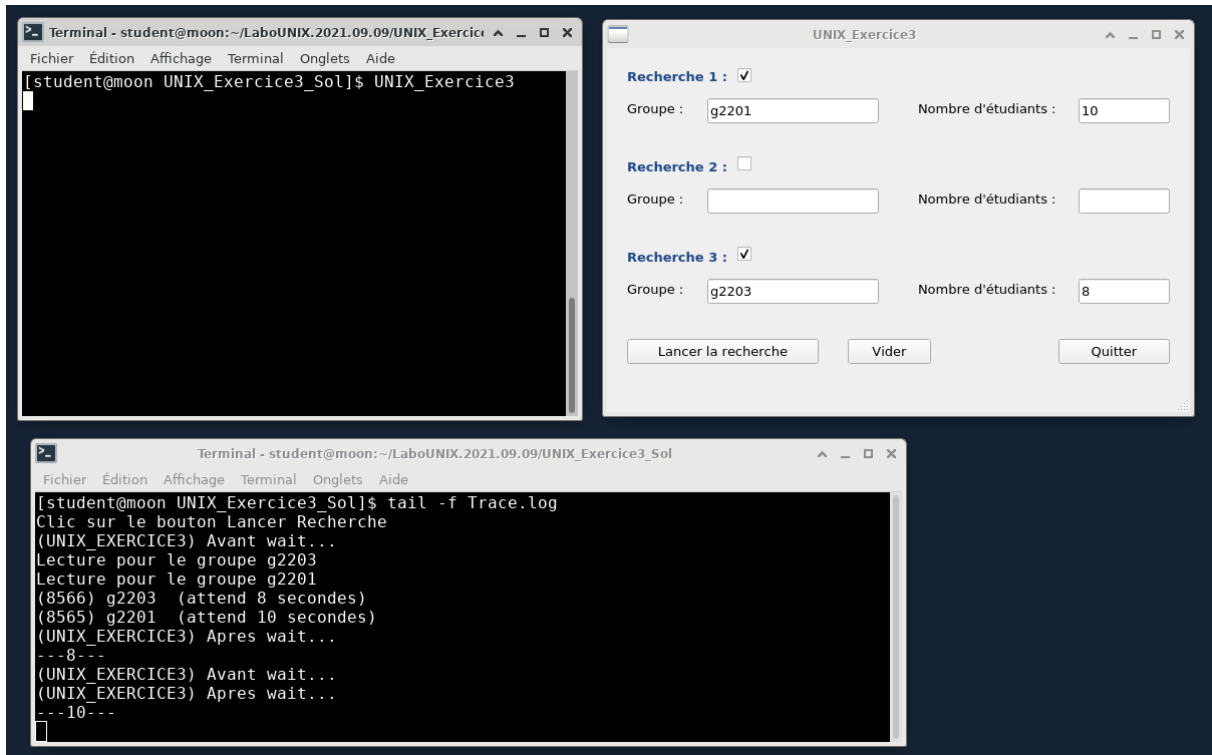 Terminal - student@moon:~/LaboUNIX.2021.09.09/UNIX_Exercic
Fichier Édition Affichage Terminal Onglets Aide
[student@moon UNIX_Exercice3_Sol]$ UNIX_Exercice3
UNIX_Exercice3
Recherche 1 :
Groupe : g2201 Nombre d'étudiants : 10
Recherche 2 :
Groupe : Nombre d'étudiants :
Recherche 3 :
Groupe : g2203 Nombre d'étudiants : 8
Lancer la recherche Vider Quitter
Terminal - student@moon:~/LaboUNIX.2021.09.09/UNIX_Exercice3_Sol
Fichier Édition Affichage Terminal Onglets Aide
[student@moon UNIX_Exercice3_Sol]$ tail -f Trace.log
Clic sur le bouton Lancer Recherche
(UNIX_EXERCICE3) Avant wait...
Lecture pour le groupe g2203
Lecture pour le groupe g2201
(8566) g2203  (attend 8 secondes)
(8565) g2201  (attend 10 secondes)
(UNIX_EXERCICE3) Apres wait...
---8---
(UNIX_EXERCICE3) Avant wait...
(UNIX_EXERCICE3) Apres wait...
---10---